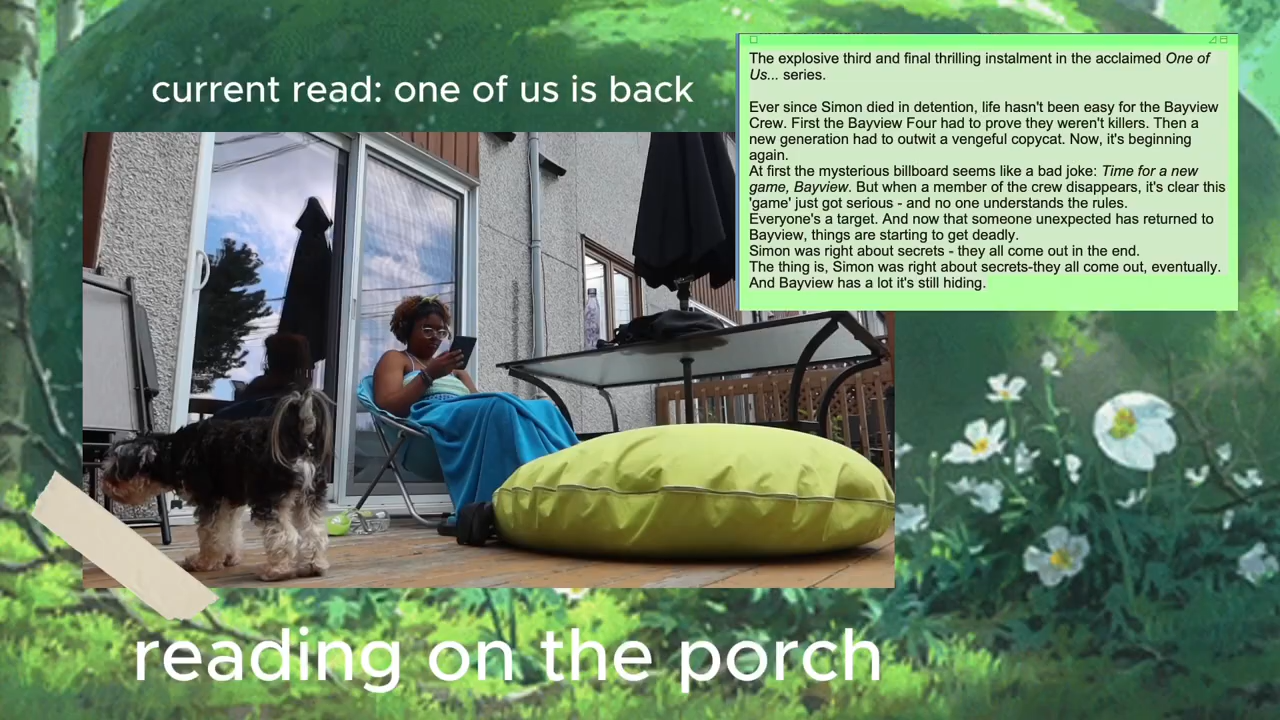 current read: one of us is back
The explosive third and final thrilling instalment in the acclaimed One of
Us... series.
Ever since Simon died in detention, life hasn't been easy for the Bayview
Crew. First the Bayview Four had to prove they weren't killers. Then a
new generation had to outwit a vengeful copycat. Now, it's beginning
again.
At first the mysterious billboard seems like a bad joke: Time for a new
game, Bayview. But when a member of the crew disappears, it's clear this
'game' just got serious - and no one understands the rules.
Everyone's a target. And now that someone unexpected has returned to
Bayview, things are starting to get deadly.
Simon was right about secrets - they all come out in the end.
The thing is, Simon was right about secrets-they all come out, eventually.
And Bayview has a lot it's still hiding.
reading on the porch